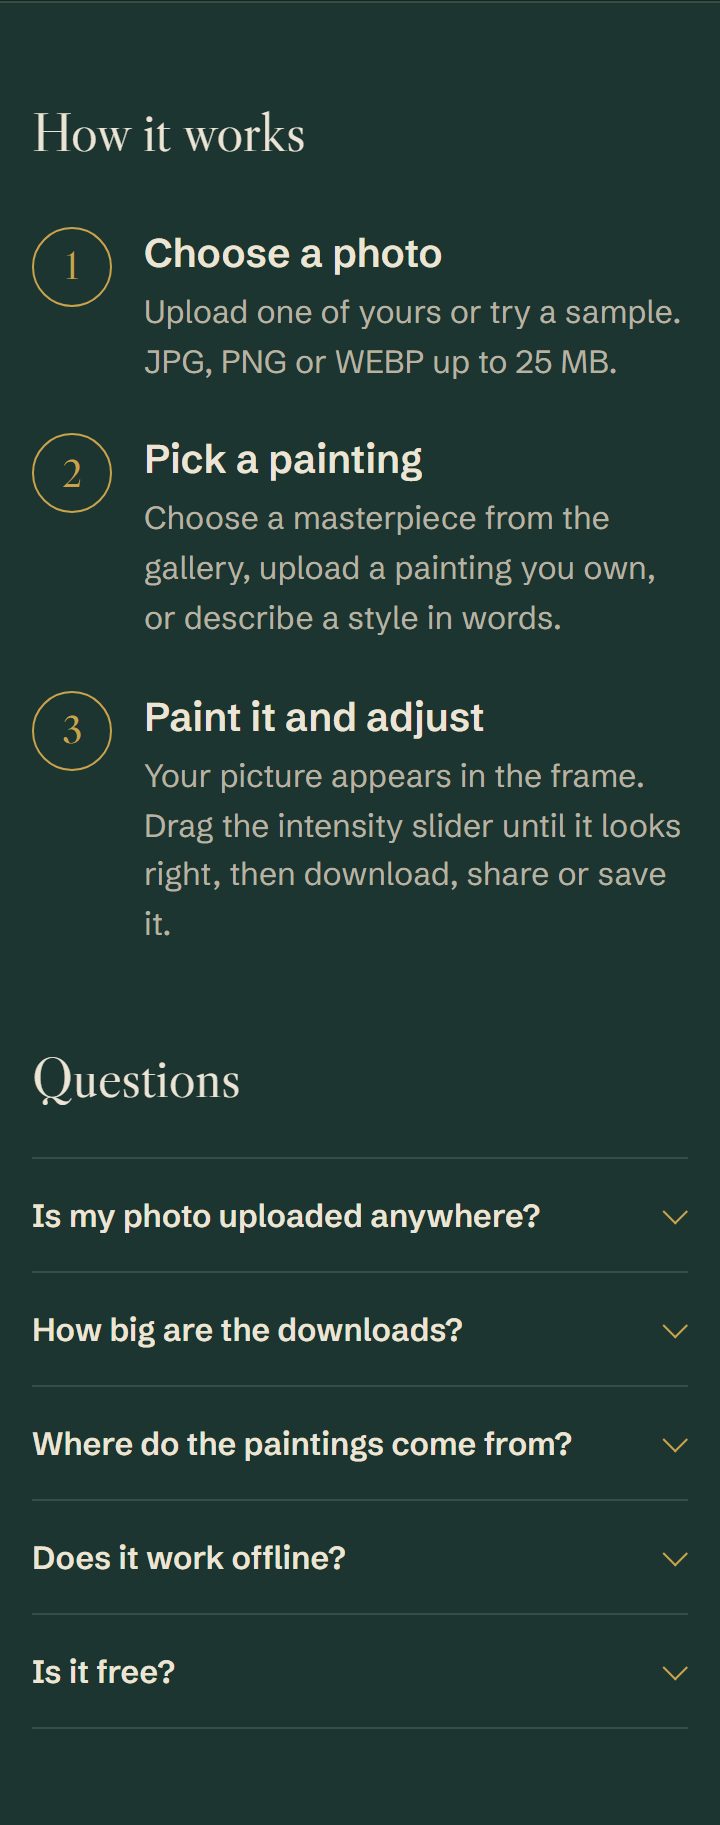 How it works
1
Choose a photo
Upload one of yours or try a sample.
JPG, PNG or WEBP up to 25 MB.
2
Pick a painting
Choose a masterpiece from the
gallery, upload a painting you own,
or describe a style in words.
3
Paint it and adjust
Your picture appears in the frame.
Drag the intensity slider until it looks
right, then download, share or save
it.
Questions
Is my photo uploaded anywhere?
How big are the downloads?
Where do the paintings come from?
Does it work offline?
Is it free?